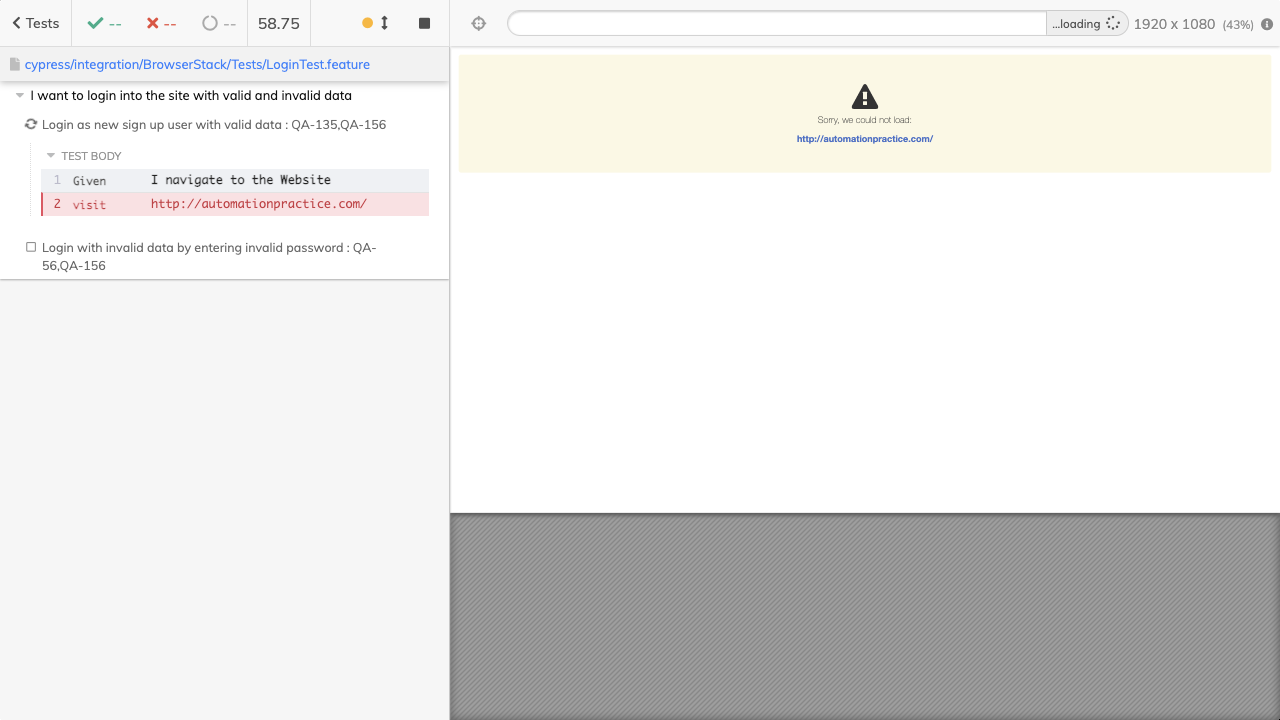 Tests
--
--
--
58.75
...loading
1920 x 1080 (43%)
cypress/integration/BrowserStack/Tests/LoginTest.feature
I want to login into the site with valid and invalid data
Login as new sign up user with valid data : QA-135,QA-156
TEST BODY
1 Given I navigate to the Website
2 visit http://automationpractice.com/
Login with invalid data by entering invalid password : QA-
56,QA-156
Sorry, we could not load:
http://automationpractice.com/